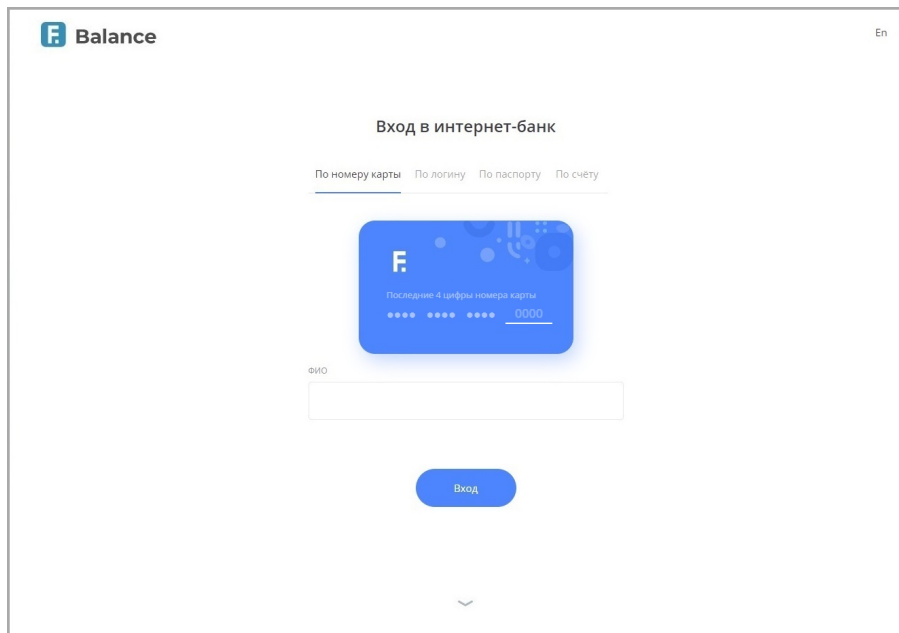 F. Balance
En
Вход в интернет-банк
По номеру карты По логину По паспорту По счёту
F.
Последние 4 цифры номера карты
•••• •••• •••• 0000
ФИО
Вход